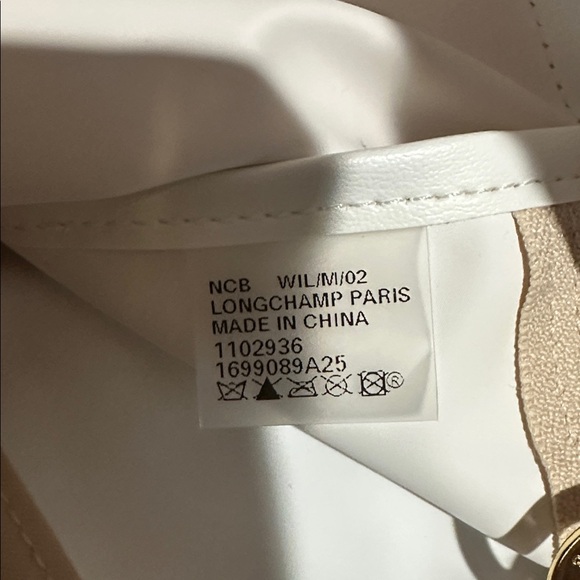 NCB WIL/M/02
LONGCHAMP PARIS
MADE IN CHINA
1102936
1699089A25
®